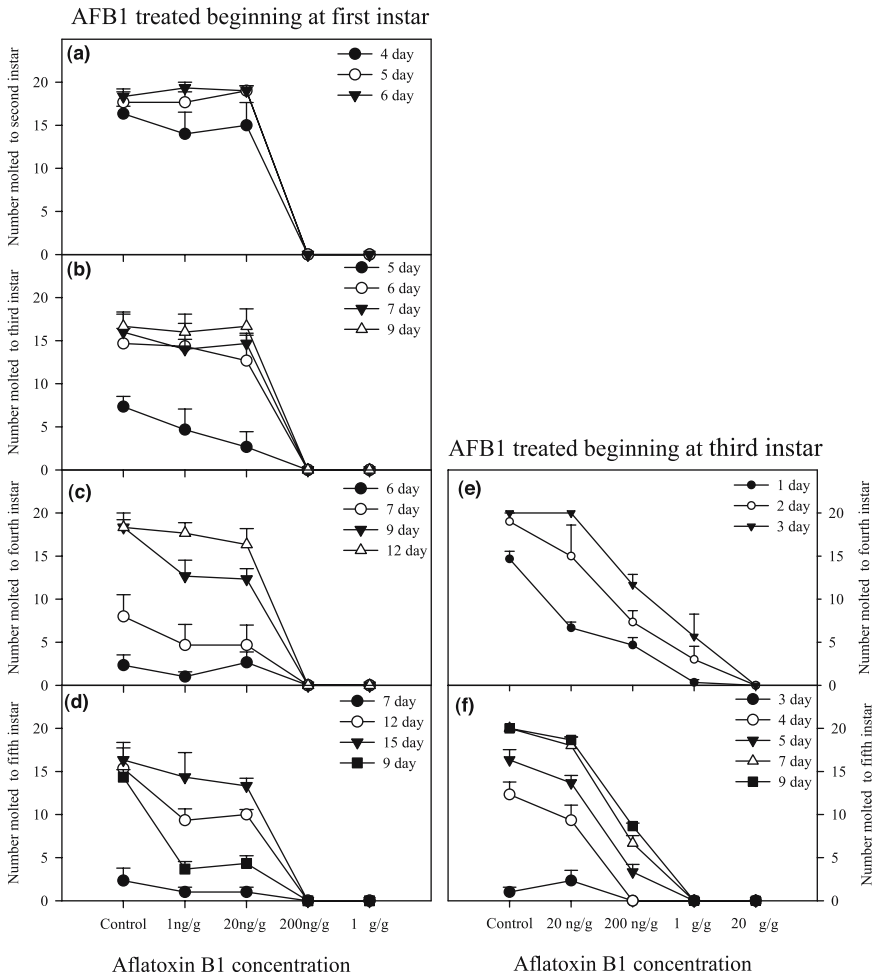 AFB1 treated beginning at first instar
(a)
4 day
5 day
6 day
Number molted to second instar
20
15
10
5
0
(b)
5 day
6 day
7 day
9 day
Number molted to third instar
20
15
10
5
0
(c)
6 day
7 day
9 day
12 day
Number molted to fourth instar
20
15
10
5
0
(d)
7 day
12 day
15 day
9 day
Number molted to fifth instar
20
15
10
5
0
Control 1ng/g 20ng/g 200ng/g 1 g/g
Aflatoxin B1 concentration
AFB1 treated beginning at third instar
(e)
1 day
2 day
3 day
Number molted to fourth instar
20
15
10
5
0
(f)
3 day
4 day
5 day
7 day
9 day
Number molted to fifth instar
20
15
10
5
0
Control 20 ng/g 200 ng/g 1 g/g 20 g/g
Aflatoxin B1 concentration